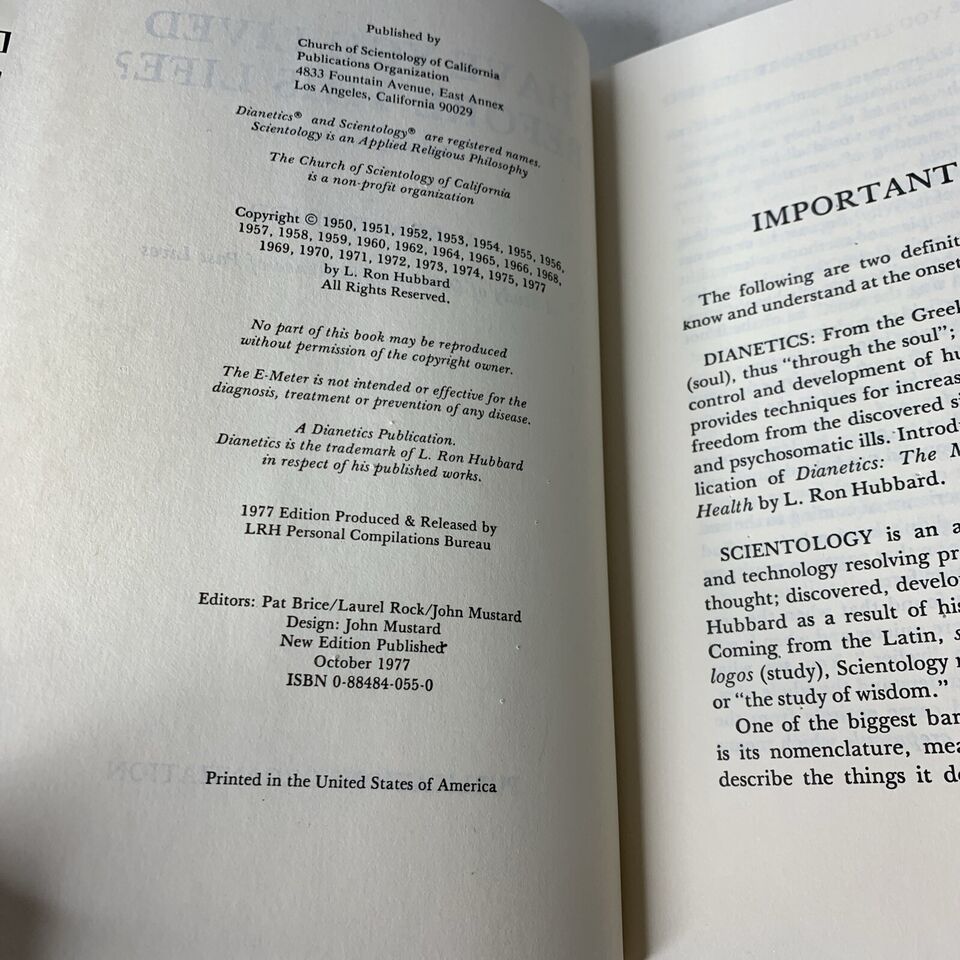 Published by
Church of Scientology of California
Publications Organization
4833 Fountain Avenue, East Annex
Los Angeles, California 90029
Dianetics® and Scientology® are registered names.
Scientology is an Applied Religious Philosophy
The Church of Scientology of California
is a non-profit organization
Copyright © 1950, 1951, 1952, 1953, 1954, 1955, 1956,
1957, 1958, 1959, 1960, 1962, 1964, 1965, 1966, 1968,
1969, 1970, 1971, 1972, 1973, 1974, 1975, 1977
by L. Ron Hubbard
All Rights Reserved.
No part of this book may be reproduced
without permission of the copyright owner.
The E-Meter is not intended or effective for the
diagnosis, treatment or prevention of any disease.
A Dianetics Publication.
Dianetics is the trademark of L. Ron Hubbard
in respect of his published works.
1977 Edition Produced & Released by
LRH Personal Compilations Bureau
Editors: Pat Brice/Laurel Rock/John Mustard
Design: John Mustard
New Edition Published
October 1977
ISBN 0-88484-055-0
Printed in the United States of America
IMPORTANT
The following are two definit
know and understand at the onset
DIANETICS: From the Greek
(soul), thus "through the soul";
control and development of hu
provides techniques for increas
freedom from the discovered si
and psychosomatic ills. Introd
lication of Dianetics: The M
Health by L. Ron Hubbard.
SCIENTOLOGY is an a
and technology resolving pr
thought; discovered, develo
Hubbard as a result of his
Coming from the Latin, s
logos (study), Scientology
or "the study of wisdom."
One of the biggest bar
is its nomenclature, mea
describe the things it d